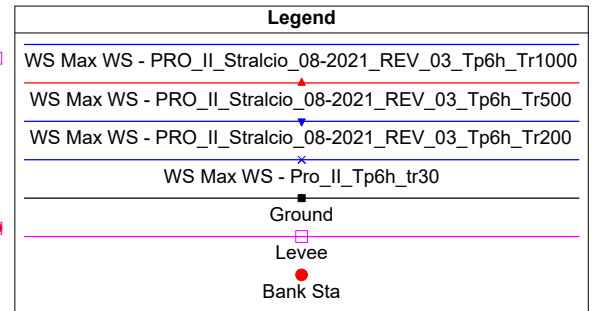 Legend
WS Max WS - PRO_II_Stralcio_08-2021_REV_03_Tp6h_Tr1000
WS Max WS - PRO_II_Stralcio_08-2021_REV_03_Tp6h_Tr500
WS Max WS - PRO_II_Stralcio_08-2021_REV_03_Tp6h_Tr200
WS Max WS - Pro_II_Tp6h_tr30
Ground
Levee
Bank Sta